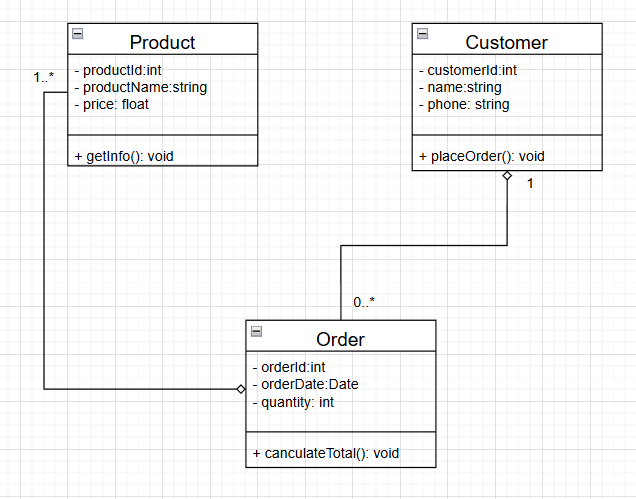 Product
- productId:int
- productName:string
- price: float
+ getInfo(): void
1..*
Customer
- customerId:int
- name:string
- phone: string
+ placeOrder(): void
1
0..*
Order
- orderId:int
- orderDate:Date
- quantity: int
+ canculateTotal(): void